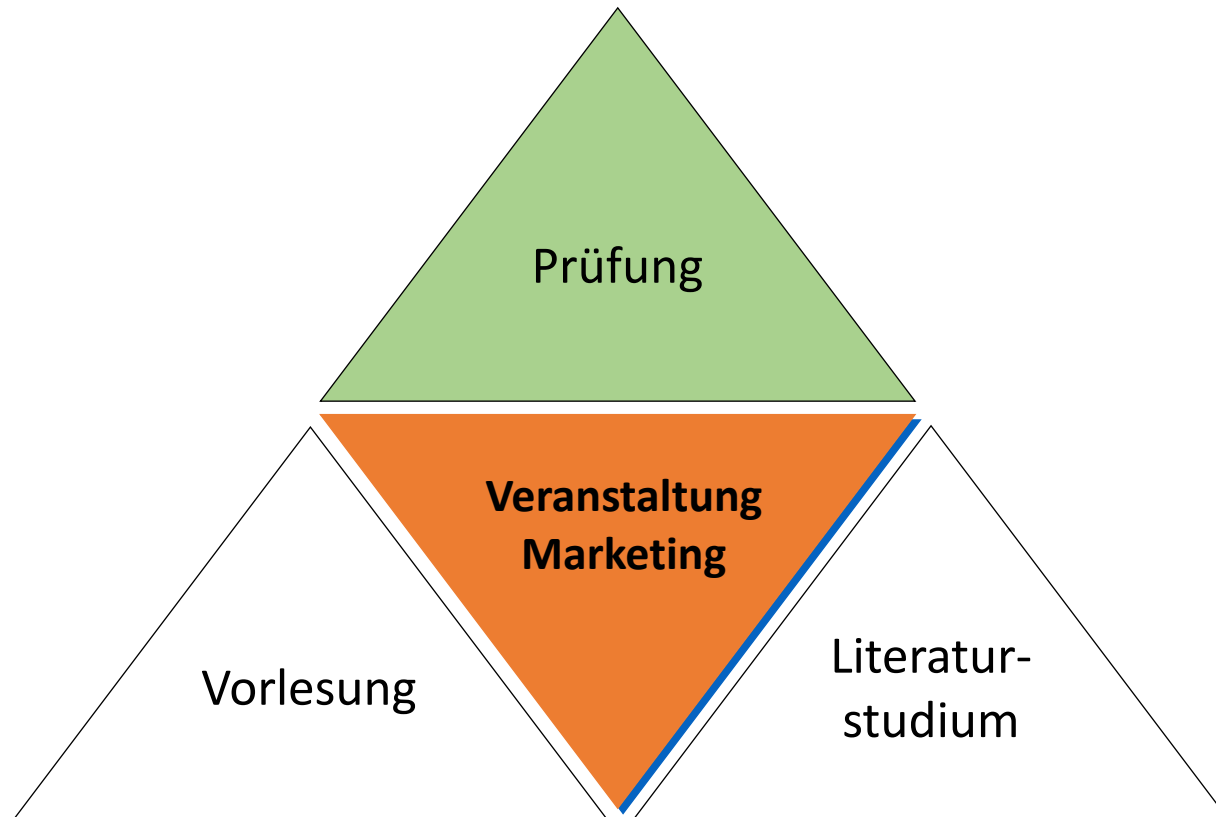 Prüfung
Veranstaltung
Marketing
Vorlesung
Literatur-
studium